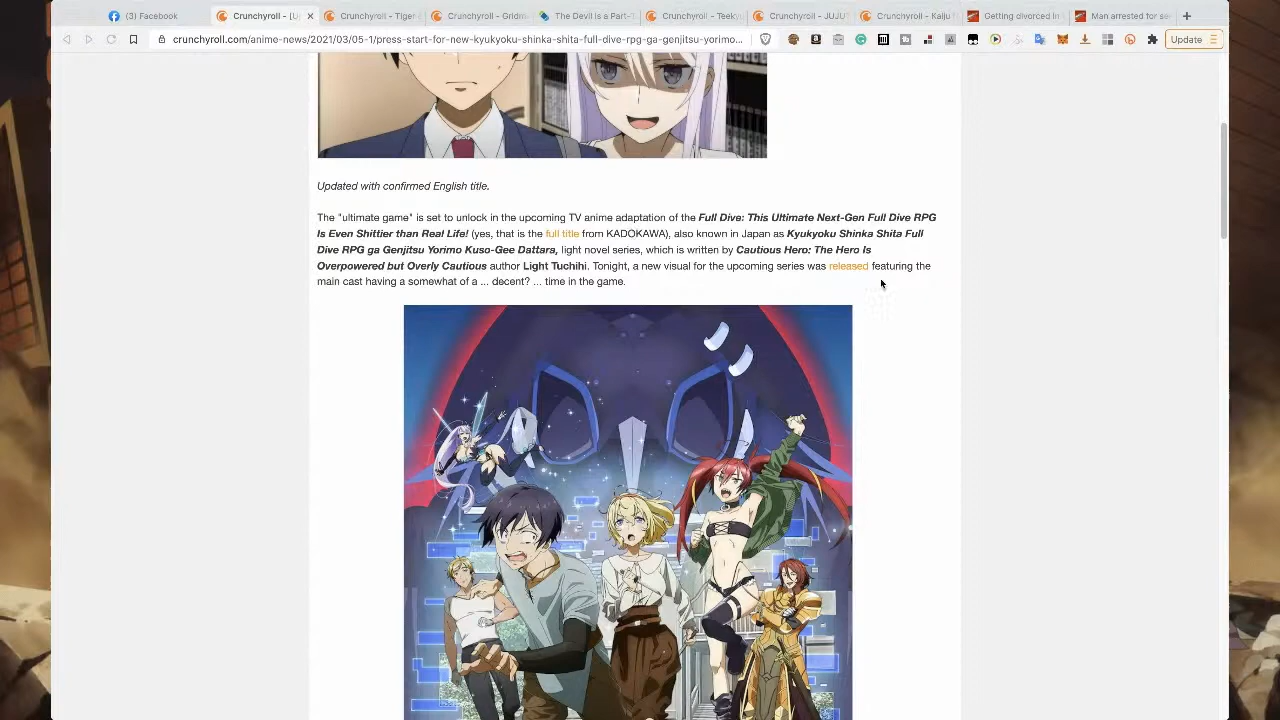 (3) Facebook
Crunchyroll - [U
Crunchyroll - Tiger
Crunchyroll - Gridm
The Devil is a Part-T
Crunchyroll - Teekyu
Crunchyroll - JUJUT
Crunchyroll - Kaiju N
Getting divorced in
Man arrested for se
crunchyroll.com/anime-news/2021/03/05-1/press-start-for-new-kyukyoku-shinka-shita-full-dive-rpg-ga-genjitsu-yorimo...
Update
Updated with confirmed English title.
The "ultimate game" is set to unlock in the upcoming TV anime adaptation of the Full Dive: This Ultimate Next-Gen Full Dive RPG
Is Even Shittier than Real Life! (yes, that is the full title from KADOKAWA), also known in Japan as Kyukyoku Shinka Shita Full
Dive RPG ga Genjitsu Yorimo Kuso-Gee Dattara, light novel series, which is written by Cautious Hero: The Hero Is
Overpowered but Overly Cautious author Light Tuchihi. Tonight, a new visual for the upcoming series was released featuring the
main cast having a somewhat of a ... decent? ... time in the game.